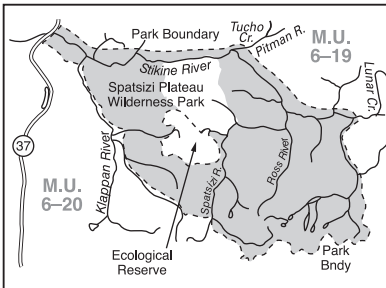 Park Boundary
Tucho
Cr.
Pitman R.
M.U.
6–19
Stikine River
Lunar Cr.
Spatsizi Plateau
Wilderness Park
37
Klappan River
Ross River
M.U.
6–20
Spatsizi R.
Ecological
Reserve
Park
Bndy